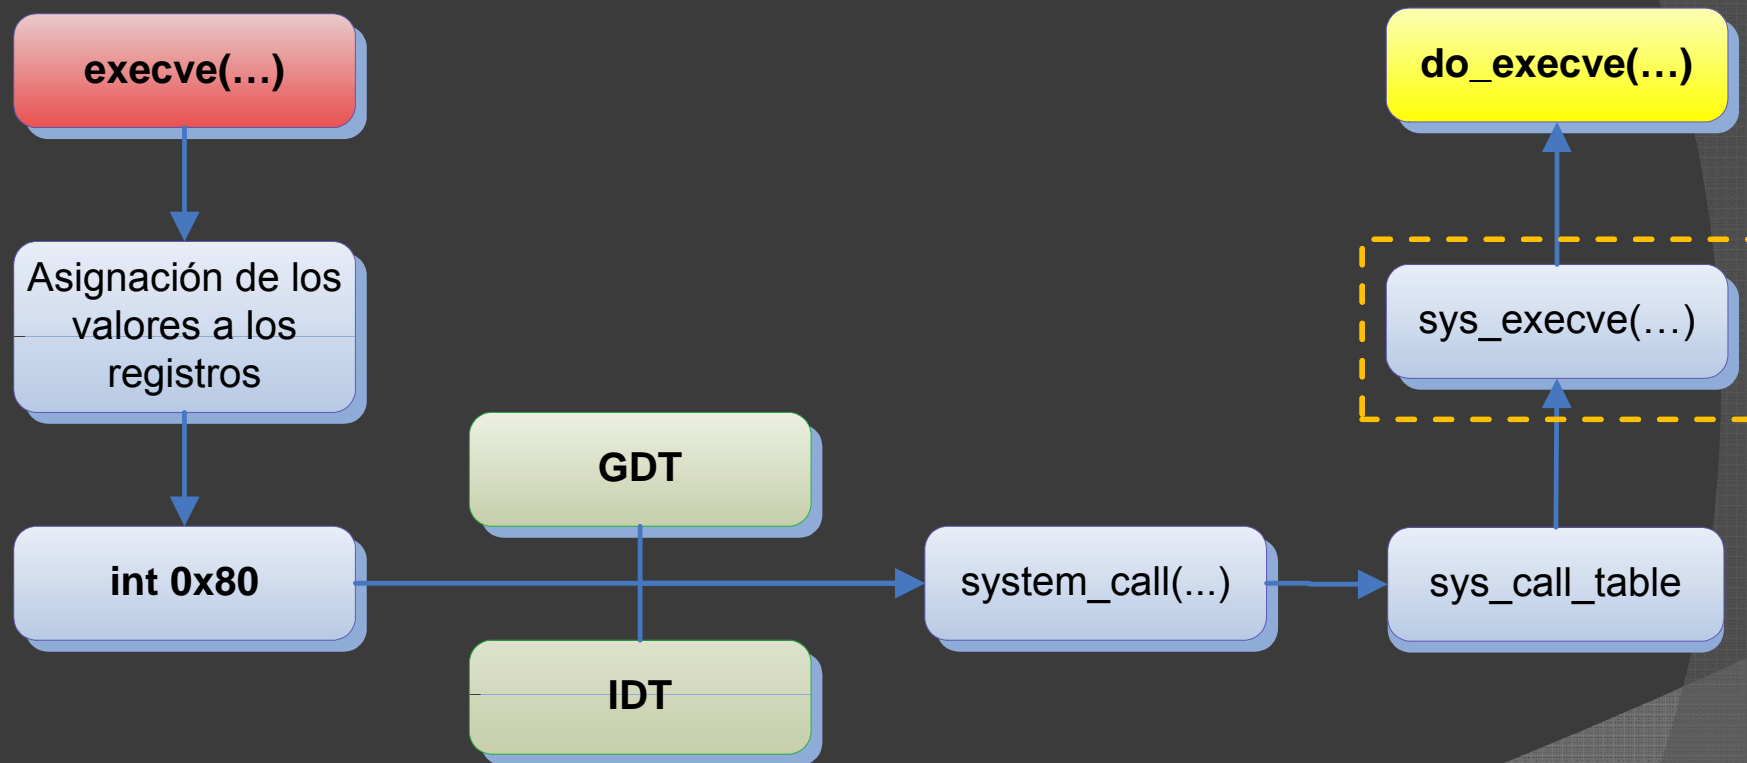 execve(…)
Asignación de los
valores a los
registros
int 0x80
GDT
IDT
system_call(...)
sys_call_table
sys_execve(…)
do_execve(…)